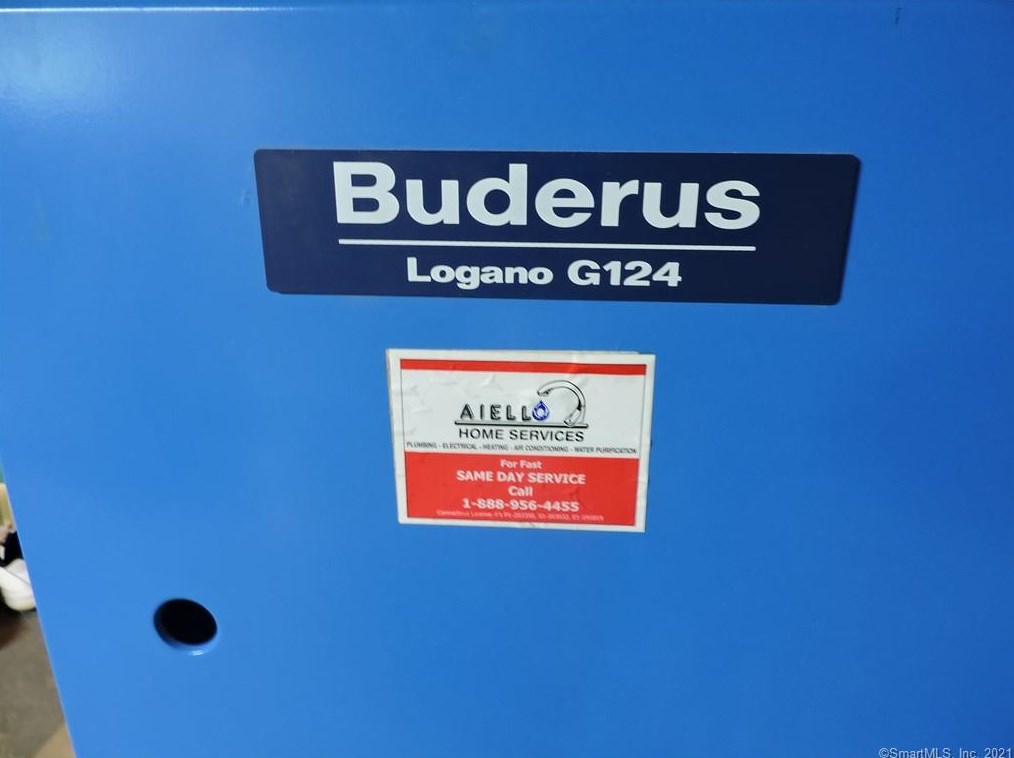 Buderus
Logano G124
AIELLO
HOME SERVICES
PLUMBING - ELECTRICAL - HEATING - AIR CONDITIONING - WATER PURIFICATION
For Fast
SAME DAY SERVICE
Call
1-888-956-4455
©SmartMLS, Inc. 2021